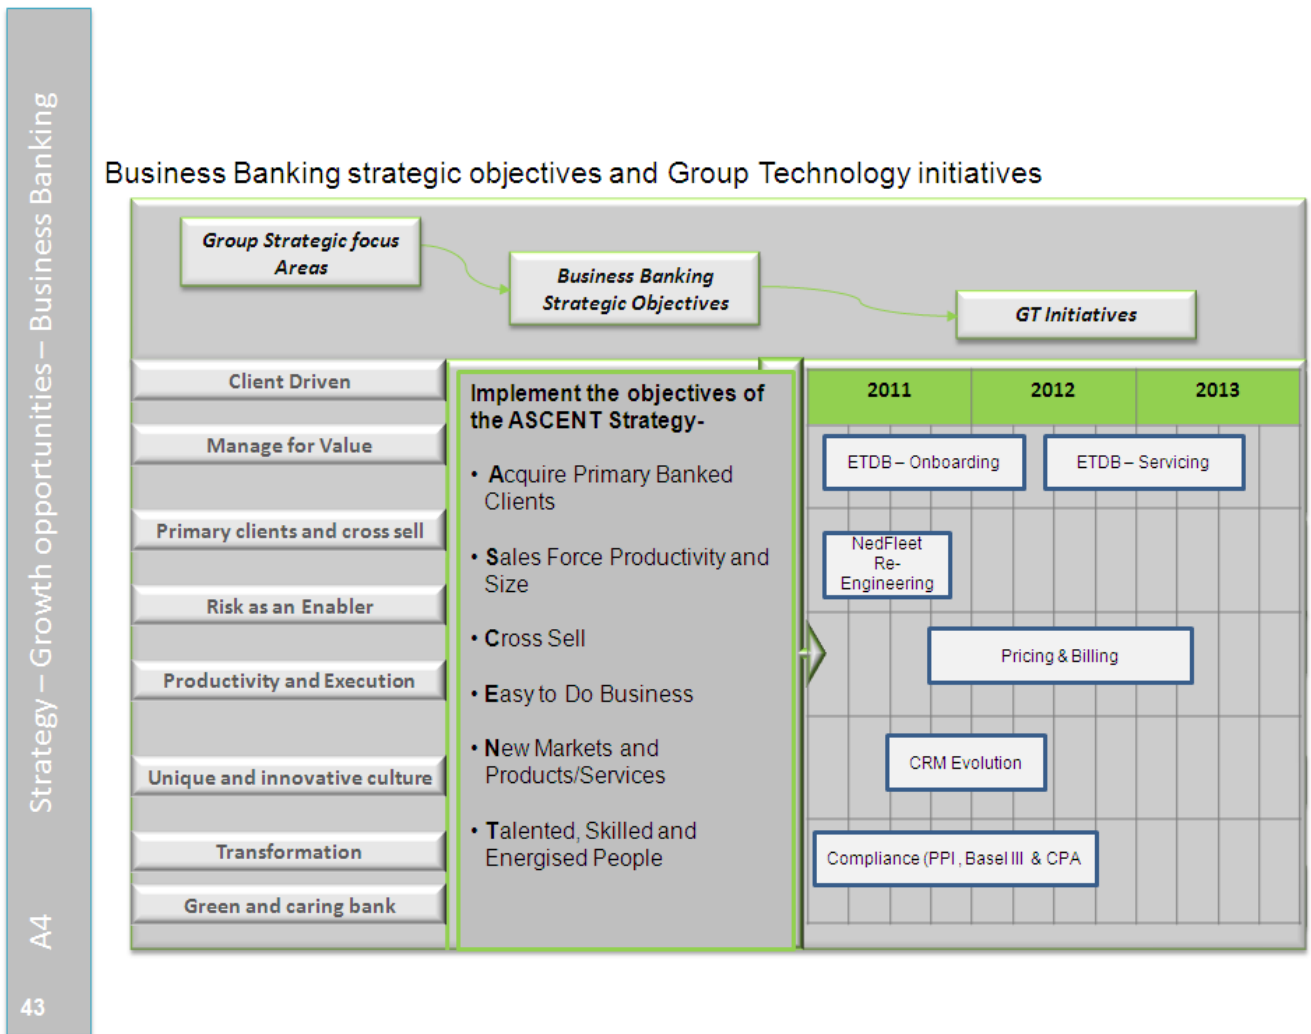 Strategy – Growth opportunities – Business Banking
A4
43
Business Banking strategic objectives and Group Technology initiatives
Group Strategic focus
Areas
Business Banking
Strategic Objectives
GT Initiatives
Client Driven
Manage for Value
Primary clients and cross sell
Risk as an Enabler
Productivity and Execution
Unique and innovative culture
Transformation
Green and caring bank
Implement the objectives of
the ASCENT Strategy-
• Acquire Primary Banked
Clients
• Sales Force Productivity and
Size
• Cross Sell
• Easy to Do Business
• New Markets and
Products/Services
• Talented, Skilled and
Energised People
2011 2012 2013
ETDB – Onboarding
ETDB – Servicing
NedFleet
Re-
Engineering
Pricing & Billing
CRM Evolution
Compliance (PPI, Basel III & CPA